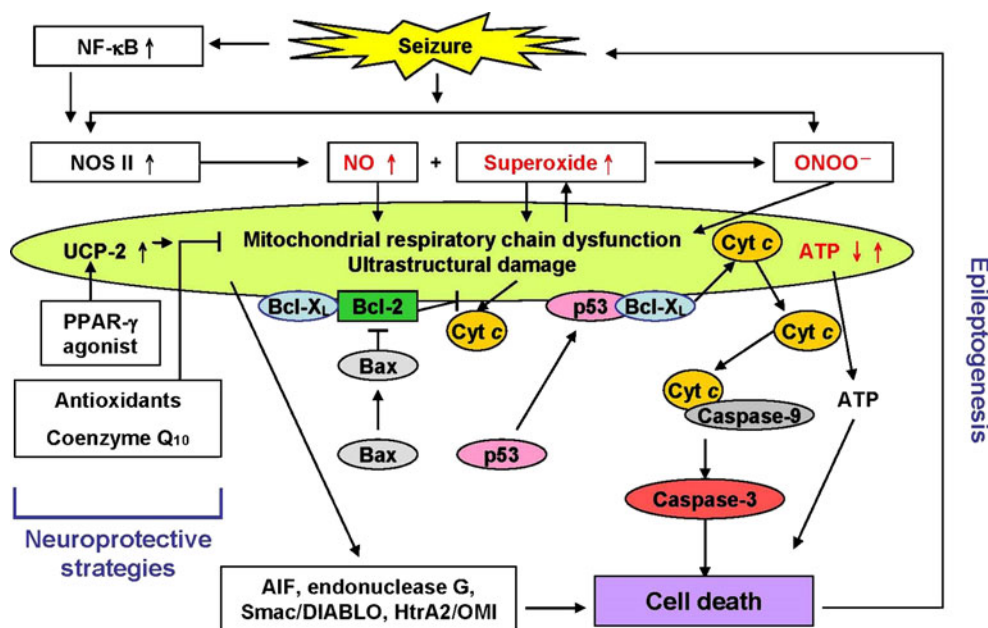 Seizure
NF-κB ↑
NOS II ↑
NO ↑
+
Superoxide ↑
ONOO⁻
UCP-2 ↑
Mitochondrial respiratory chain dysfunction
Ultrastructural damage
Cyt c
ATP ↓ ↑
Bcl-XL
Bcl-2
Cyt c
p53
Bcl-XL
Cyt c
PPAR-γ
agonist
Bax
Antioxidants
Coenzyme Q10
Cyt c
Caspase-9
ATP
Bax
p53
Caspase-3
Neuroprotective
strategies
AIF, endonuclease G,
Smac/DIABLO, HtrA2/OMI
Cell death
Epileptogenesis